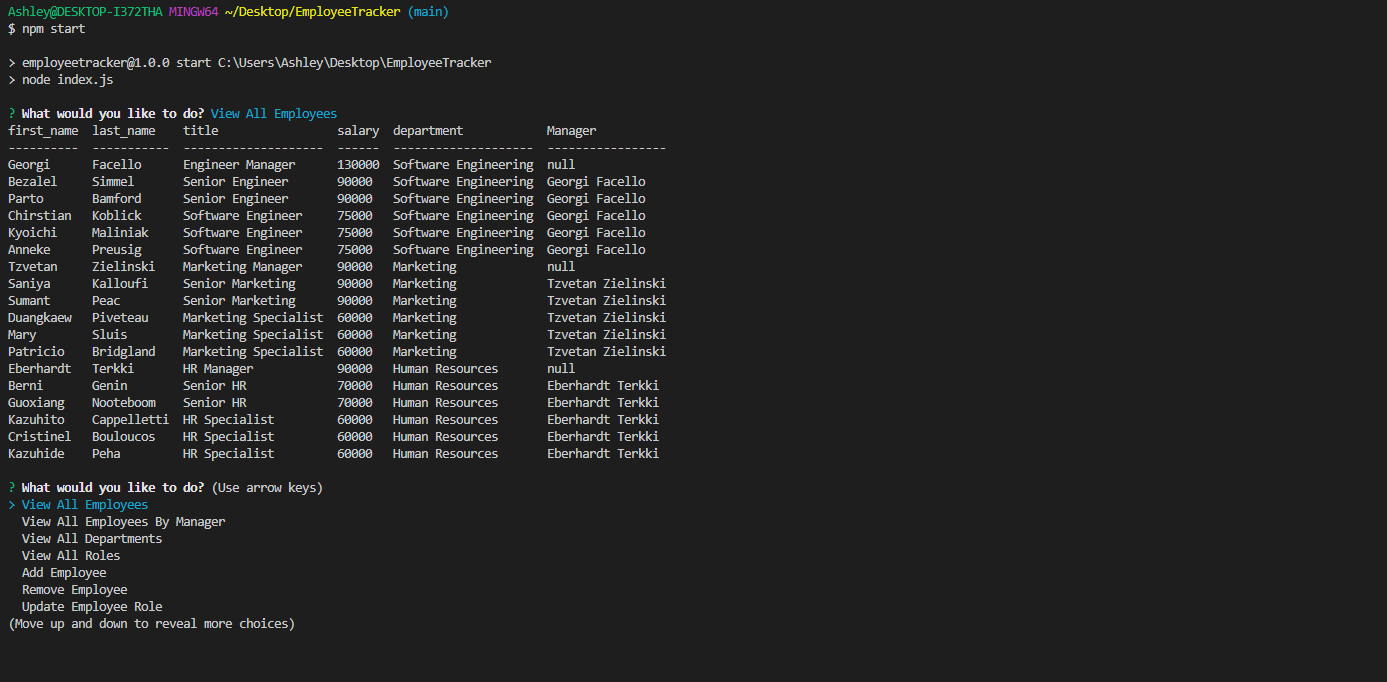 Ashley@DESKTOP-I372THA MINGW64 ~/Desktop/EmployeeTracker (main)
$ npm start
> employeetracker@1.0.0 start C:\Users\Ashley\Desktop\EmployeeTracker
> node index.js
? What would you like to do? View All Employees
first_name  last_name    title                 salary  department            Manager
----------  -----------  --------------------  ------  --------------------  -----------------
Georgi      Facello      Engineer Manager      130000  Software Engineering  null
Bezalel     Simmel       Senior Engineer       90000   Software Engineering  Georgi Facello
Parto       Bamford      Senior Engineer       90000   Software Engineering  Georgi Facello
Chirstian   Koblick      Software Engineer     75000   Software Engineering  Georgi Facello
Kyoichi     Maliniak     Software Engineer     75000   Software Engineering  Georgi Facello
Anneke      Preusig      Software Engineer     75000   Software Engineering  Georgi Facello
Tzvetan     Zielinski    Marketing Manager     90000   Marketing             null
Saniya      Kalloufi     Senior Marketing      90000   Marketing             Tzvetan Zielinski
Sumant      Peac         Senior Marketing      90000   Marketing             Tzvetan Zielinski
Duangkaew   Piveteau     Marketing Specialist  60000   Marketing             Tzvetan Zielinski
Mary        Sluis        Marketing Specialist  60000   Marketing             Tzvetan Zielinski
Patricio    Bridgland    Marketing Specialist  60000   Marketing             Tzvetan Zielinski
Eberhardt   Terkki       HR Manager            90000   Human Resources       null
Berni       Genin        Senior HR             70000   Human Resources       Eberhardt Terkki
Guoxiang    Nooteboom    Senior HR             70000   Human Resources       Eberhardt Terkki
Kazuhito    Cappelletti  HR Specialist         60000   Human Resources       Eberhardt Terkki
Cristinel   Bouloucos    HR Specialist         60000   Human Resources       Eberhardt Terkki
Kazuhide    Peha         HR Specialist         60000   Human Resources       Eberhardt Terkki
? What would you like to do? (Use arrow keys)
> View All Employees
  View All Employees By Manager
  View All Departments
  View All Roles
  Add Employee
  Remove Employee
  Update Employee Role
(Move up and down to reveal more choices)